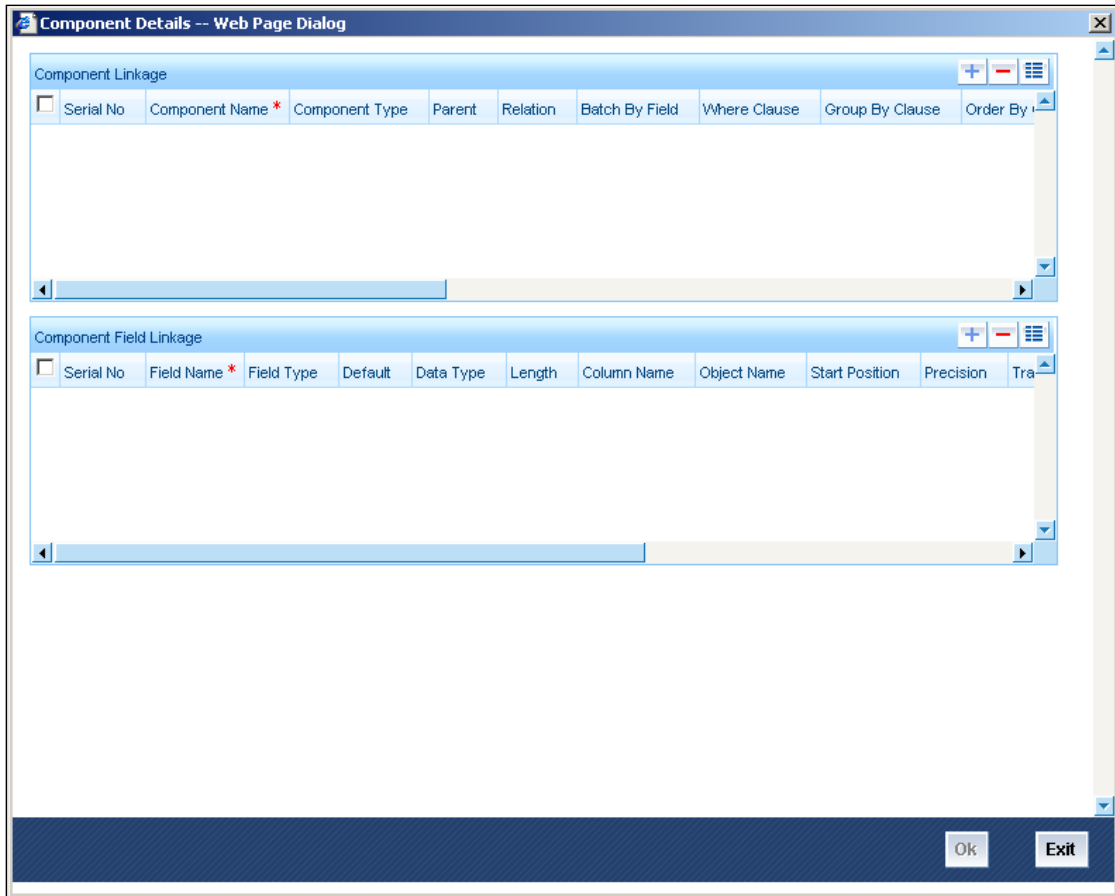 Component Details -- Web Page Dialog
Component Linkage
Serial No Component Name * Component Type Parent Relation Batch By Field Where Clause Group By Clause Order By
Component Field Linkage
Serial No Field Name * Field Type Default Data Type Length Column Name Object Name Start Position Precision Tra
Ok Exit